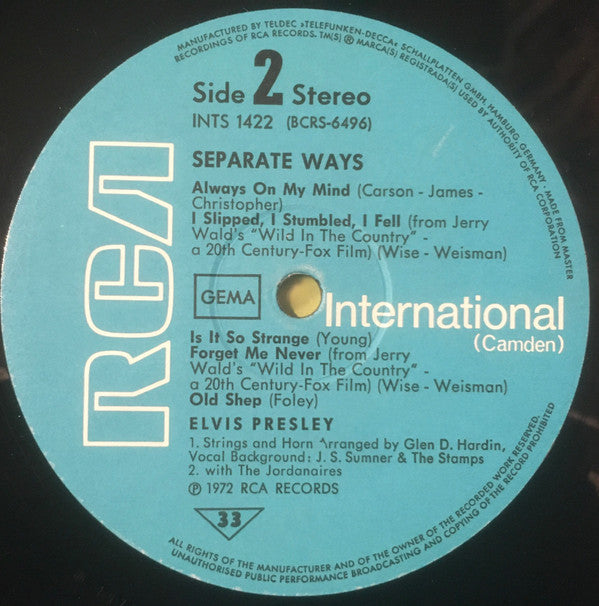 MANUFACTURED BY TELDEC »TELEFUNKEN-DECCA« SCHALLPLATTEN GMBH, HAMBURG, GERMANY · MADE FROM MASTER
RECORDINGS OF RCA RECORDS. TM(S) ® MARCA(S) REGISTRADA(S) USED BY AUTHORITY OF RCA CORPORATION
Side 2 Stereo
INTS 1422 (BCRS-6496)
SEPARATE WAYS
Always On My Mind (Carson - James -
Christopher)
I Slipped, I Stumbled, I Fell (from Jerry
Wald's "Wild In The Country" -
a 20th Century-Fox Film) (Wise - Weisman)
RCA
GEMA
International
(Camden)
Is It So Strange (Young)
Forget Me Never (from Jerry
Wald's "Wild In The Country" -
a 20th Century-Fox Film) (Wise - Weisman)
Old Shep (Foley)
ELVIS PRESLEY
1. Strings and Horn Arranged by Glen D. Hardin,
Vocal Background: J. S. Sumner & The Stamps
2. with The Jordanaires
℗ 1972 RCA RECORDS
33
ALL RIGHTS OF THE MANUFACTURER AND OF THE OWNER OF THE RECORDED WORK RESERVED.
UNAUTHORISED PUBLIC PERFORMANCE BROADCASTING AND COPYING OF THE RECORD PROHIBITED